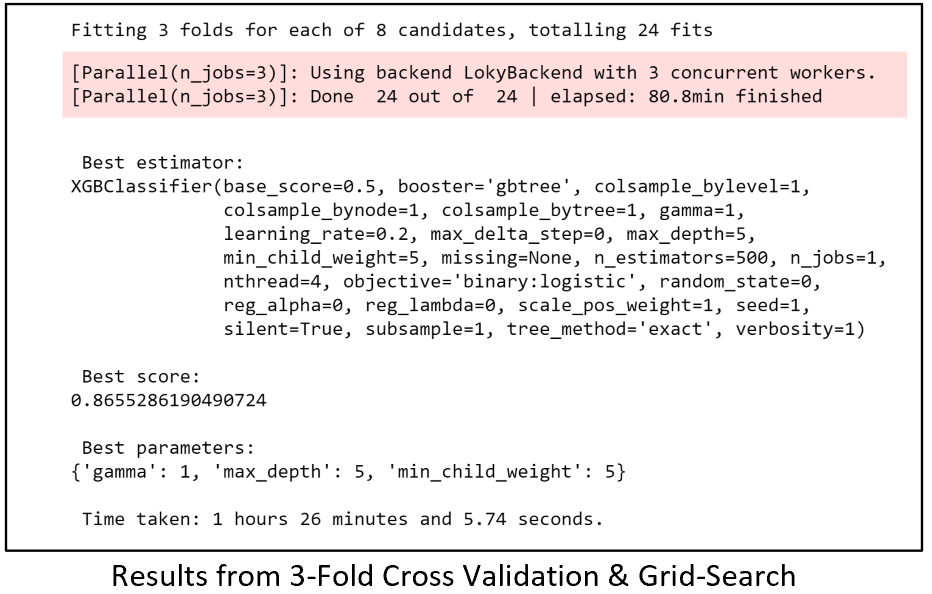 Fitting 3 folds for each of 8 candidates, totalling 24 fits
[Parallel(n_jobs=3)]: Using backend LokyBackend with 3 concurrent workers.
[Parallel(n_jobs=3)]: Done  24 out of  24 | elapsed: 80.8min finished
Best estimator:
XGBClassifier(base_score=0.5, booster='gbtree', colsample_bylevel=1,
colsample_bynode=1, colsample_bytree=1, gamma=1,
learning_rate=0.2, max_delta_step=0, max_depth=5,
min_child_weight=5, missing=None, n_estimators=500, n_jobs=1,
nthread=4, objective='binary:logistic', random_state=0,
reg_alpha=0, reg_lambda=0, scale_pos_weight=1, seed=1,
silent=True, subsample=1, tree_method='exact', verbosity=1)
Best score:
0.8655286190490724
Best parameters:
{'gamma': 1, 'max_depth': 5, 'min_child_weight': 5}
Time taken: 1 hours 26 minutes and 5.74 seconds.
Results from 3-Fold Cross Validation & Grid-Search